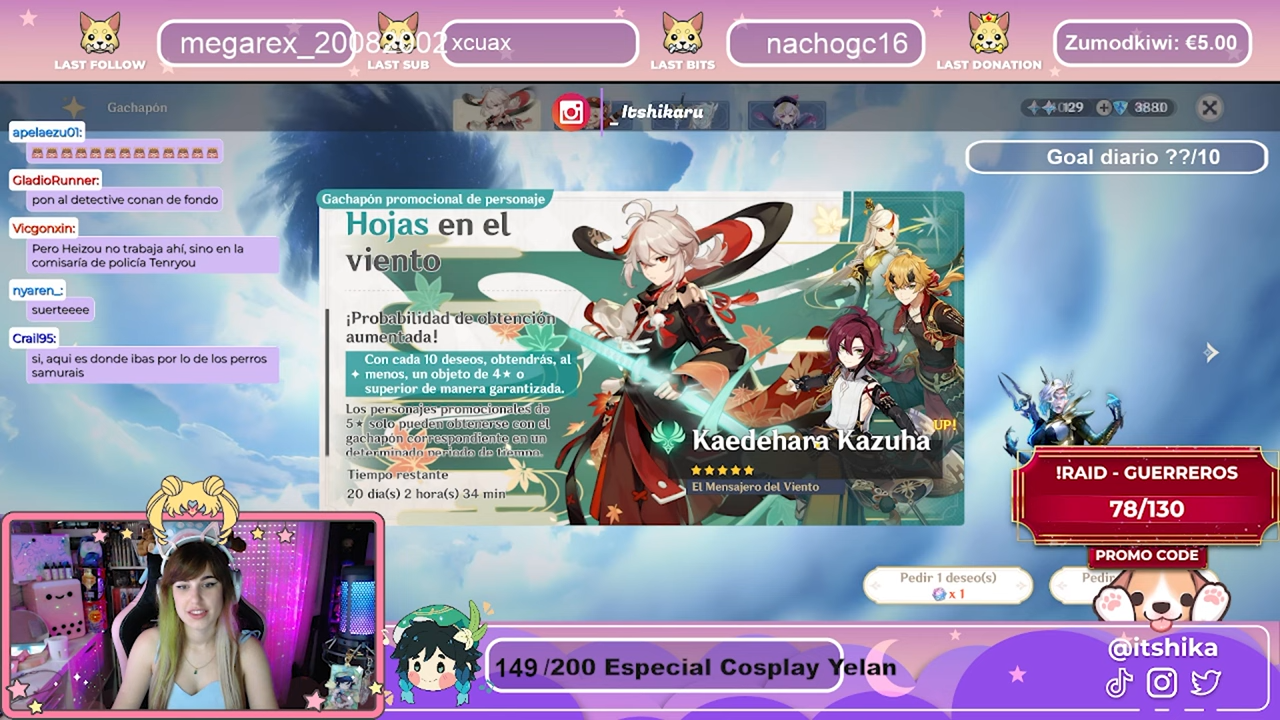 megarex_20082002
xcuax
nachogc16
Zumodkiwi: €5.00
LAST FOLLOW
LAST SUB
LAST BITS
LAST DONATION
Gachapón
_Itshikaru
129
3880
Goal diario ??/10
apelaezu01:
GladioRunner:
pon al detective conan de fondo
Vicgonxin:
Pero Heizou no trabaja ahí, sino en la
comisaría de policía Tenryou
nyaren_:
suerteeee
Crail95:
si, aqui es donde ibas por lo de los perros
samurais
Gachapón promocional de personaje
Hojas en el
viento
¡Probabilidad de obtención
aumentada!
Con cada 10 deseos, obtendrás, al
menos, un objeto de 4★ o
superior de manera garantizada.
Los personajes promocionales de
5★ solo pueden obtenerse con el
gachapón correspondiente en un
determinado periodo de tiempo.
Tiempo restante
20 día(s) 2 hora(s) 34 min
UP!
Kaedehara Kazuha
El Mensajero del Viento
!RAID - GUERREROS
78/130
PROMO CODE
Pedir 1 deseo(s)
x 1
Pedir
149 /200 Especial Cosplay Yelan
@itshika